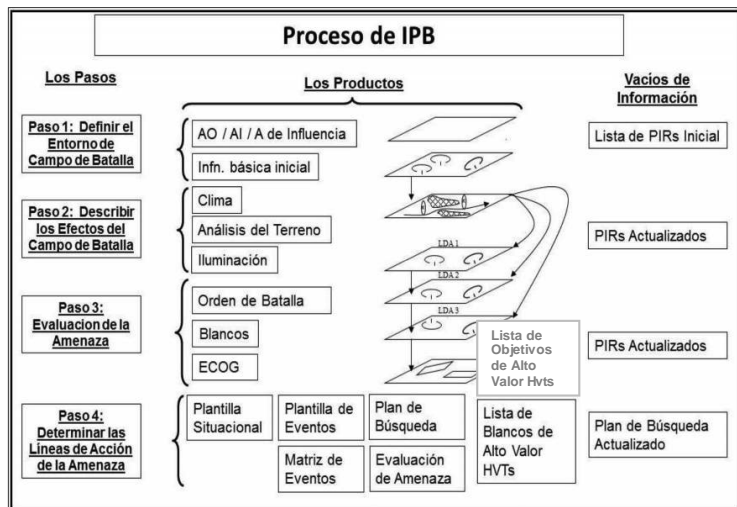 Proceso de IPB
Los Pasos
Los Productos
Vacíos de
Información
Paso 1: Definir el
Entorno de
Campo de Batalla
AO / AI / A de Influencia
Infn. básica inicial
Lista de PIRs Inicial
Paso 2: Describir
los Efectos del
Campo de Batalla
Clima
Análisis del Terreno
Iluminación
LDA 1
LDA 2
LDA 3
PIRs Actualizados
Paso 3:
Evaluacion de la
Amenaza
Orden de Batalla
Blancos
ECOG
Lista de
Objetivos
de Alto
Valor Hvts
PIRs Actualizados
Paso 4:
Determinar las
Líneas de Acción
de la Amenaza
Plantilla
Situacional
Plantilla de
Eventos
Plan de
Búsqueda
Matriz de
Eventos
Evaluación
de Amenaza
Lista de
Blancos de
Alto Valor
HVTs
Plan de Búsqueda
Actualizado